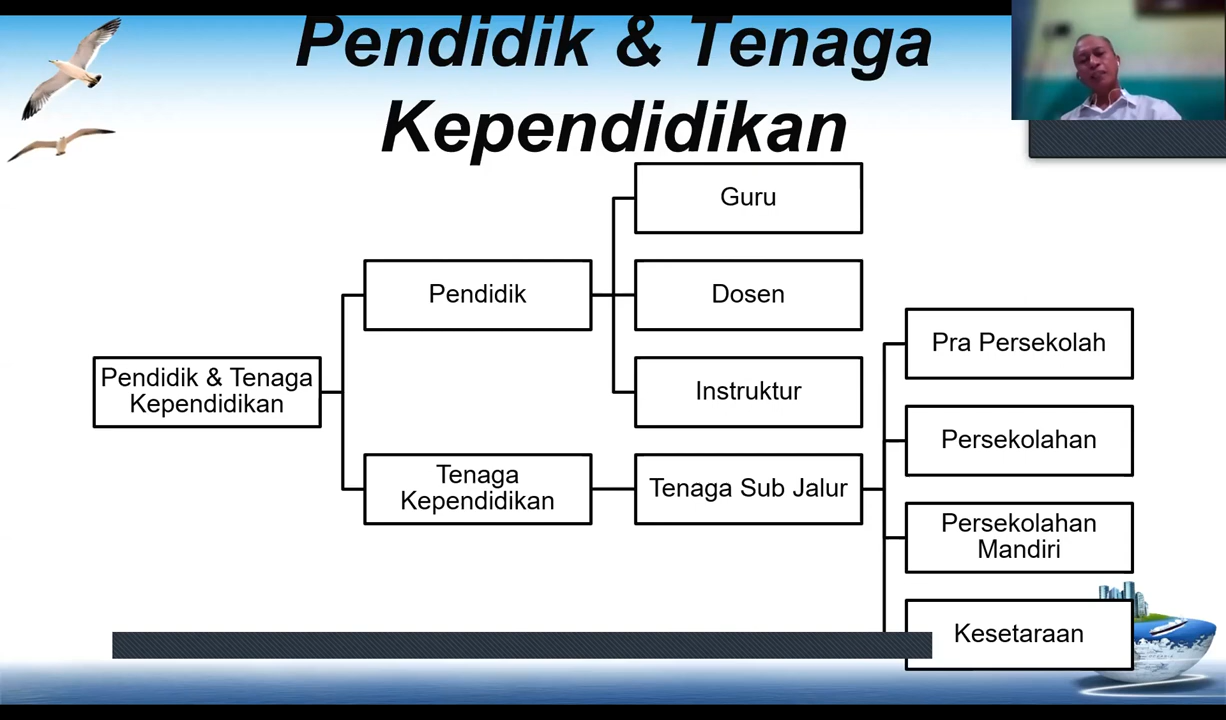 Pendidik & Tenaga
Kependidikan
Guru
Pendidik
Dosen
Pra Persekolah
Pendidik & Tenaga
Kependidikan
Instruktur
Persekolahan
Tenaga
Kependidikan
Tenaga Sub Jalur
Persekolahan
Mandiri
Kesetaraan